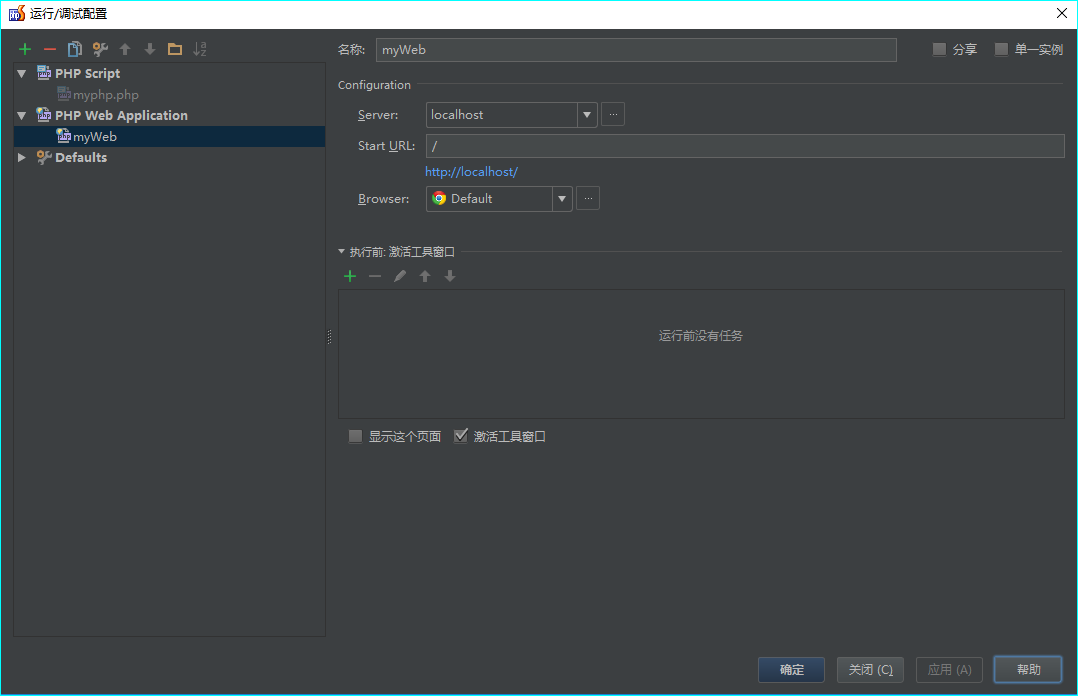 运行/调试配置
名称: myWeb 分享 单一实例
PHP Script
myphp.php
PHP Web Application
myWeb
Defaults
Configuration
Server: localhost ...
Start URL: /
http://localhost/
Browser: Default ...
执行前: 激活工具窗口
运行前没有任务
显示这个页面 激活工具窗口
确定 关闭 (C) 应用 (A) 帮助